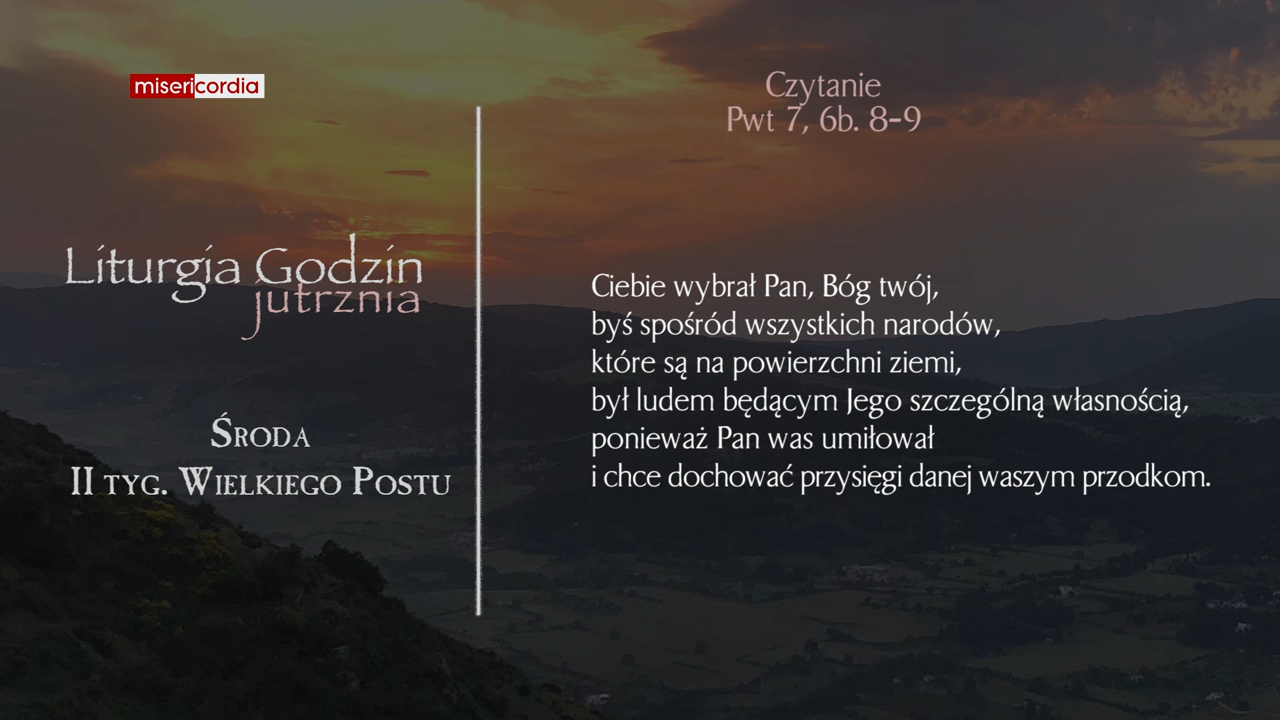 misericordia
Liturgia Godzin
jutrznia
Środa
II tyg. Wielkiego Postu
Czytanie
Pwt 7, 6b. 8-9
Ciebie wybrał Pan, Bóg twój,
byś spośród wszystkich narodów,
które są na powierzchni ziemi,
był ludem będącym Jego szczególną własnością,
ponieważ Pan was umiłował
i chce dochować przysięgi danej waszym przodkom.